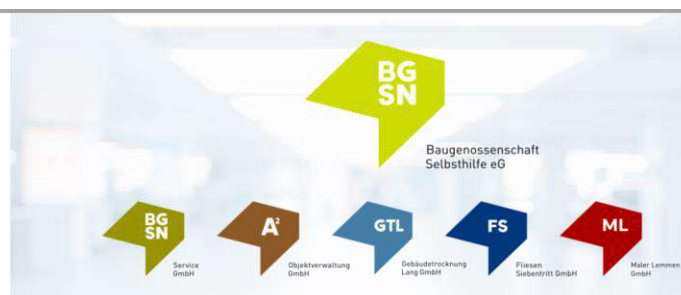 BG
SN
Baugenossenschaft
Selbsthilfe eG
BG
SN
Service
GmbH
A²
Objektverwaltung
GmbH
GTL
Gebäudetrocknung
Lang GmbH
FS
Fliesen
Siebentritt GmbH
ML
Maler Lemmen
GmbH